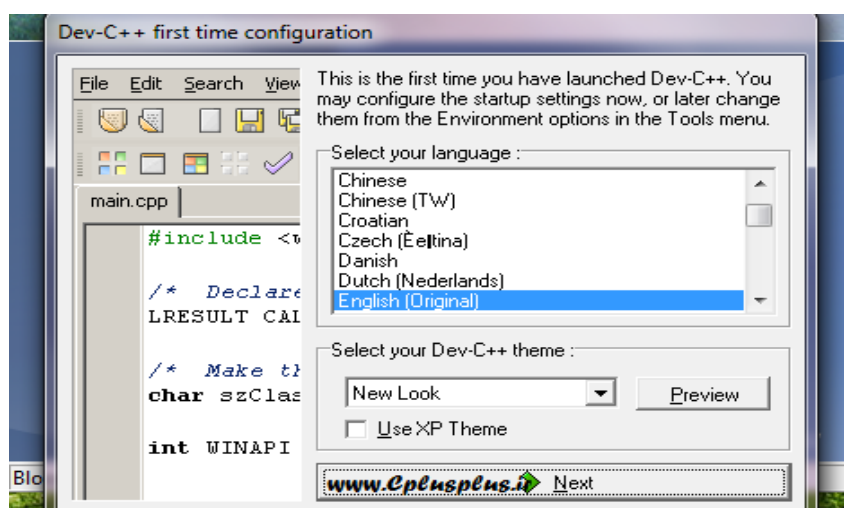 Dev-C++ first time configuration
File Edit Search View
main.cpp
#include <w
/* Declare
LRESULT CAL
/* Make th
char szClas
int WINAPI
This is the first time you have launched Dev-C++. You
may configure the startup settings now, or later change
them from the Environment options in the Tools menu.
Select your language :
Chinese
Chinese (TW)
Croatian
Czech (Èeltina)
Danish
Dutch (Nederlands)
English (Original)
Select your Dev-C++ theme :
New Look
Preview
Use XP Theme
www.Cplusplus.ir
Next
Blo